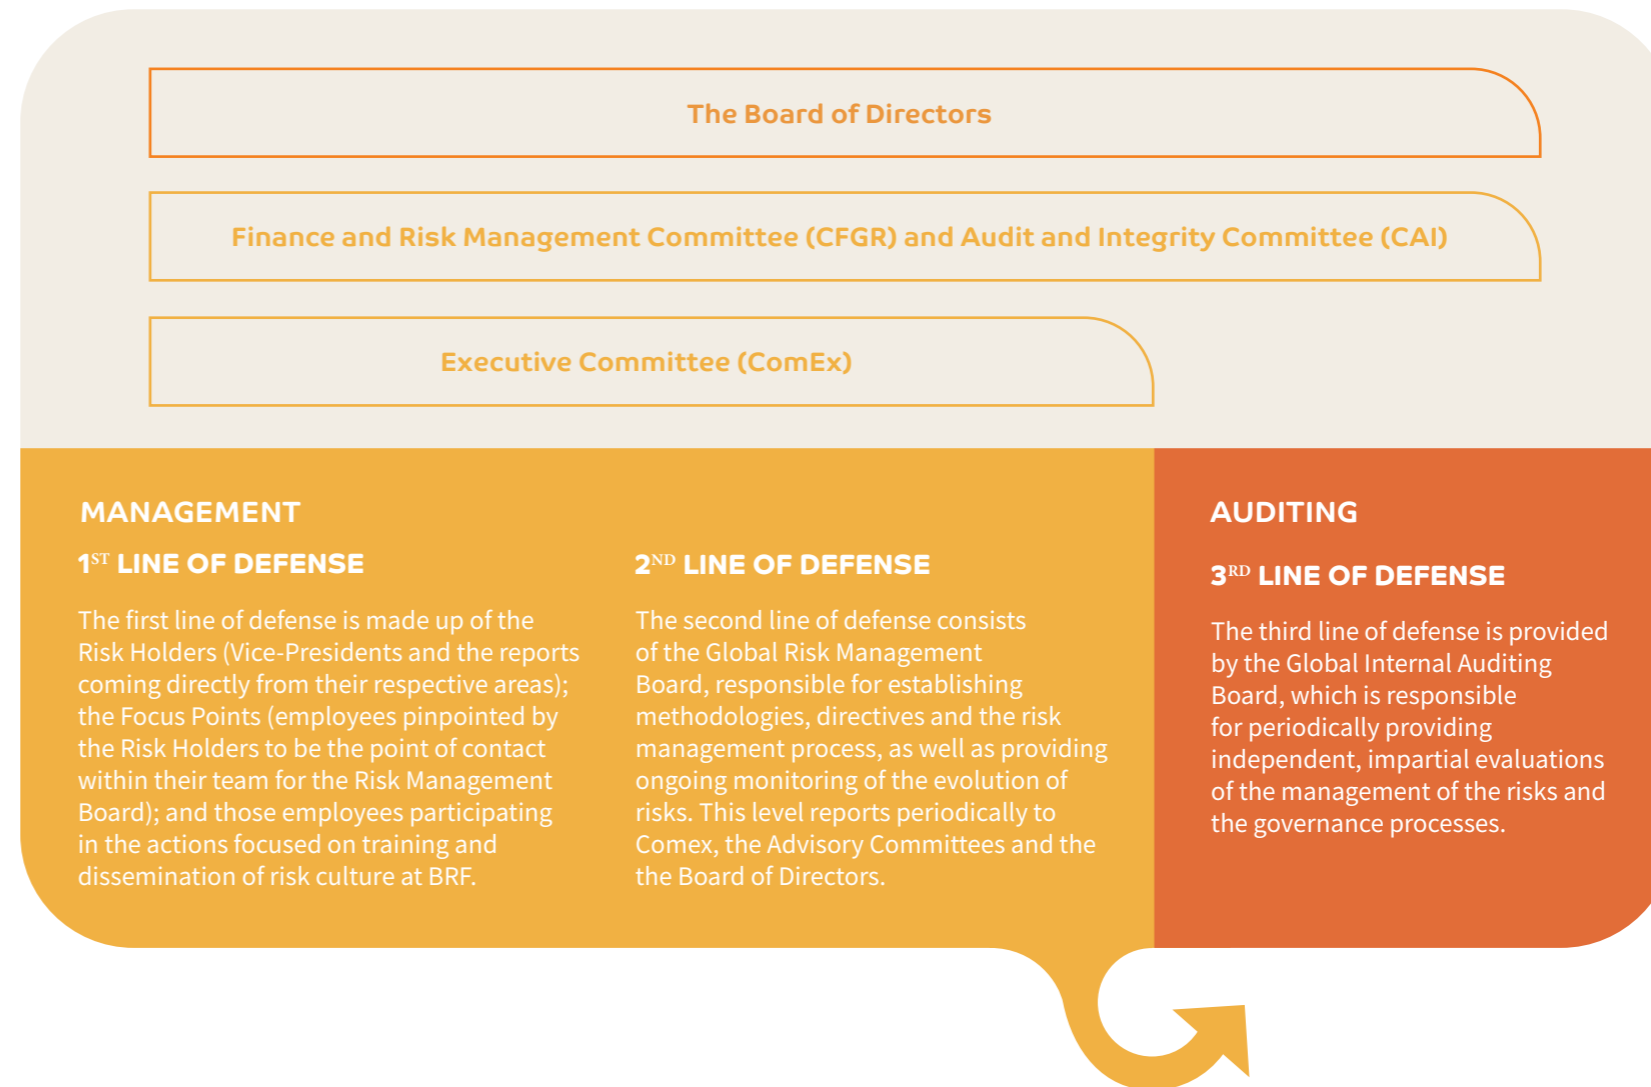 The Board of Directors
Finance and Risk Management Committee (CFGR) and Audit and Integrity Committee (CAI)
Executive Committee (ComEx)
MANAGEMENT
1ST LINE OF DEFENSE
The first line of defense is made up of the
Risk Holders (Vice-Presidents and the reports
coming directly from their respective areas);
the Focus Points (employees pinpointed by
the Risk Holders to be the point of contact
within their team for the Risk Management
Board); and those employees participating
in the actions focused on training and
dissemination of risk culture at BRF.
2ND LINE OF DEFENSE
The second line of defense consists
of the Global Risk Management
Board, responsible for establishing
methodologies, directives and the risk
management process, as well as providing
ongoing monitoring of the evolution of
risks. This level reports periodically to
Comex, the Advisory Committees and the
the Board of Directors.
AUDITING
3RD LINE OF DEFENSE
The third line of defense is provided
by the Global Internal Auditing
Board, which is responsible
for periodically providing
independent, impartial evaluations
of the management of the risks and
the governance processes.